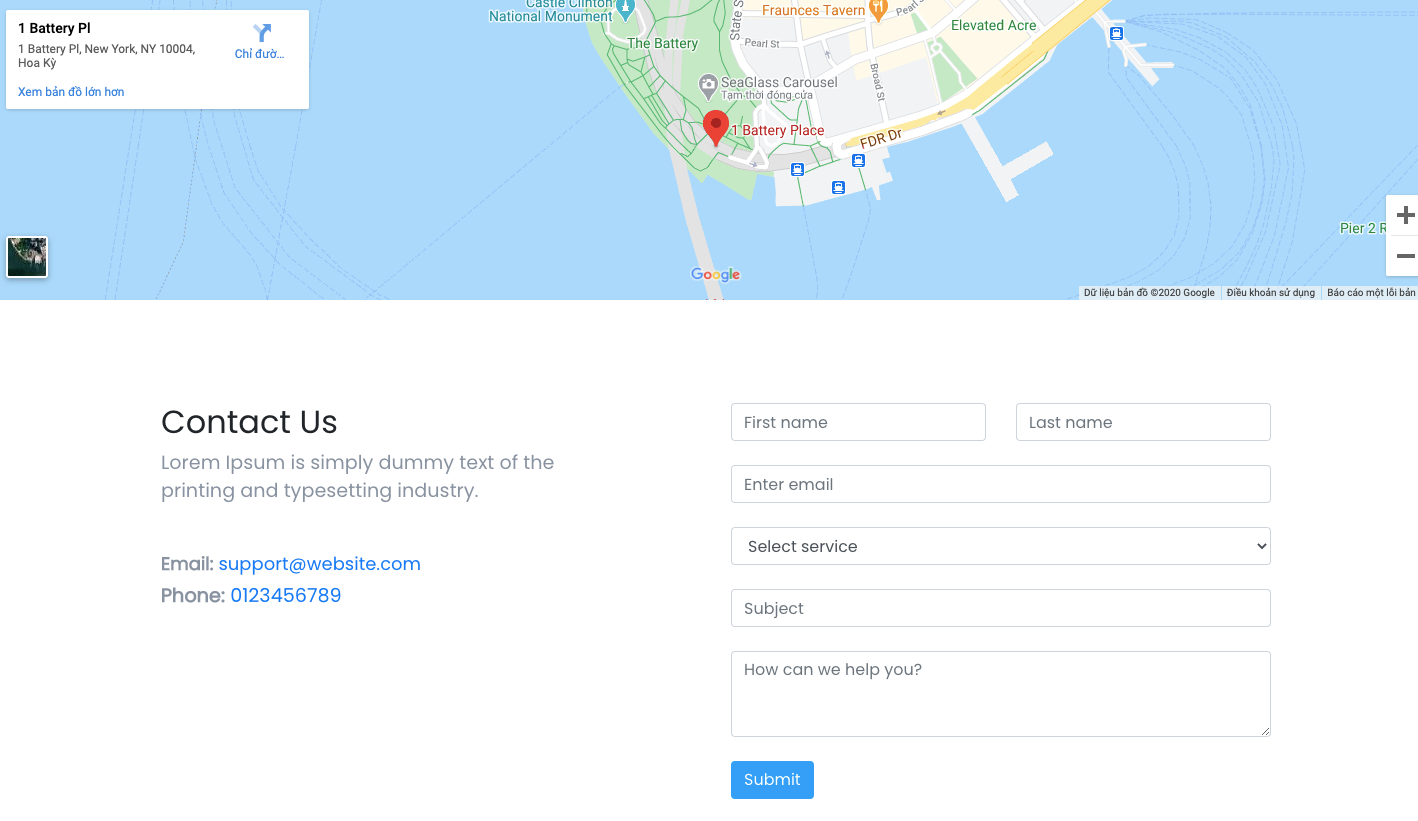 1 Battery Pl
1 Battery Pl, New York, NY 10004,
Hoa Kỳ
Chỉ đườ...
Xem bản đồ lớn hơn
Castle Clinton
National Monument
State S
Fraunces Tavern
Pearl S
Elevated Acre
The Battery
Pearl St
Broad St
SeaGlass Carousel
Tạm thời đóng cửa
1 Battery Place
FDR Dr
Pier 2 R
Google
Dữ liệu bản đồ ©2020 Google
Điều khoản sử dụng
Báo cáo một lỗi bản
Contact Us
Lorem Ipsum is simply dummy text of the
printing and typesetting industry.
Email: support@website.com
Phone: 0123456789
First name
Last name
Enter email
Select service
Subject
How can we help you?
Submit